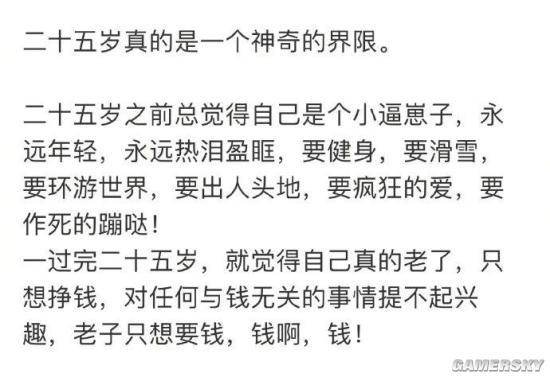 二十五岁真的是一个神奇的界限。
二十五岁之前总觉得自己是个小逼崽子，永
远年轻，永远热泪盈眶，要健身，要滑雪，
要环游世界，要出人头地，要疯狂的爱，要
作死的蹦哒！
一过完二十五岁，就觉得自己真的老了，只
想挣钱，对任何与钱无关的事情提不起兴
趣，老子只想要钱，钱啊，钱！
GAMERSKY